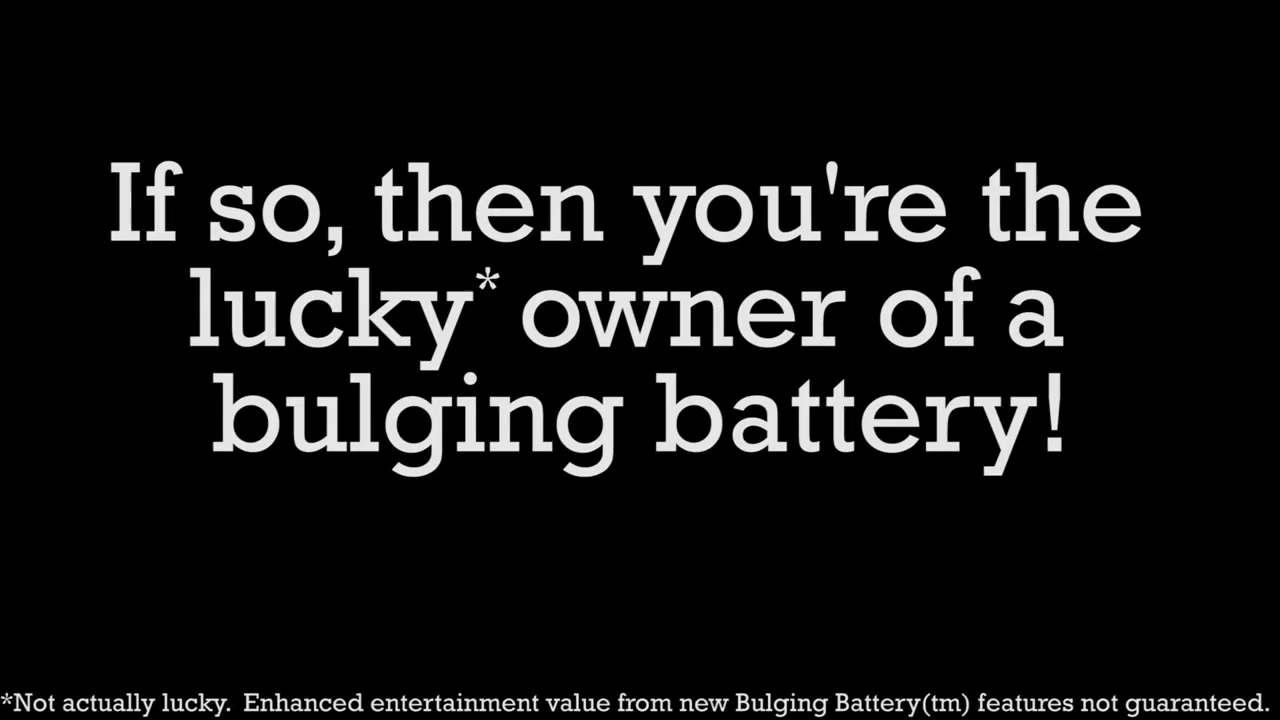 If so, then you're the
lucky* owner of a
bulging battery!
*Not actually lucky.  Enhanced entertainment value from new Bulging Battery(tm) features not guaranteed.